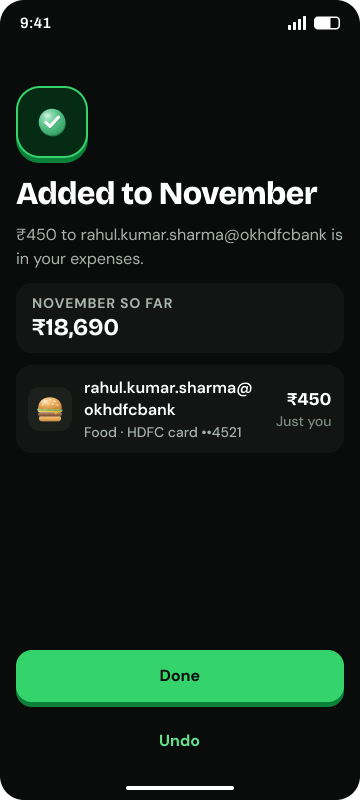 9:41
Added to November
₹450 to rahul.kumar.sharma@okhdfcbank is
in your expenses.
NOVEMBER SO FAR
₹18,690
rahul.kumar.sharma@
okhdfcbank
₹450
Food · HDFC card ••4521
Just you
Done
Undo